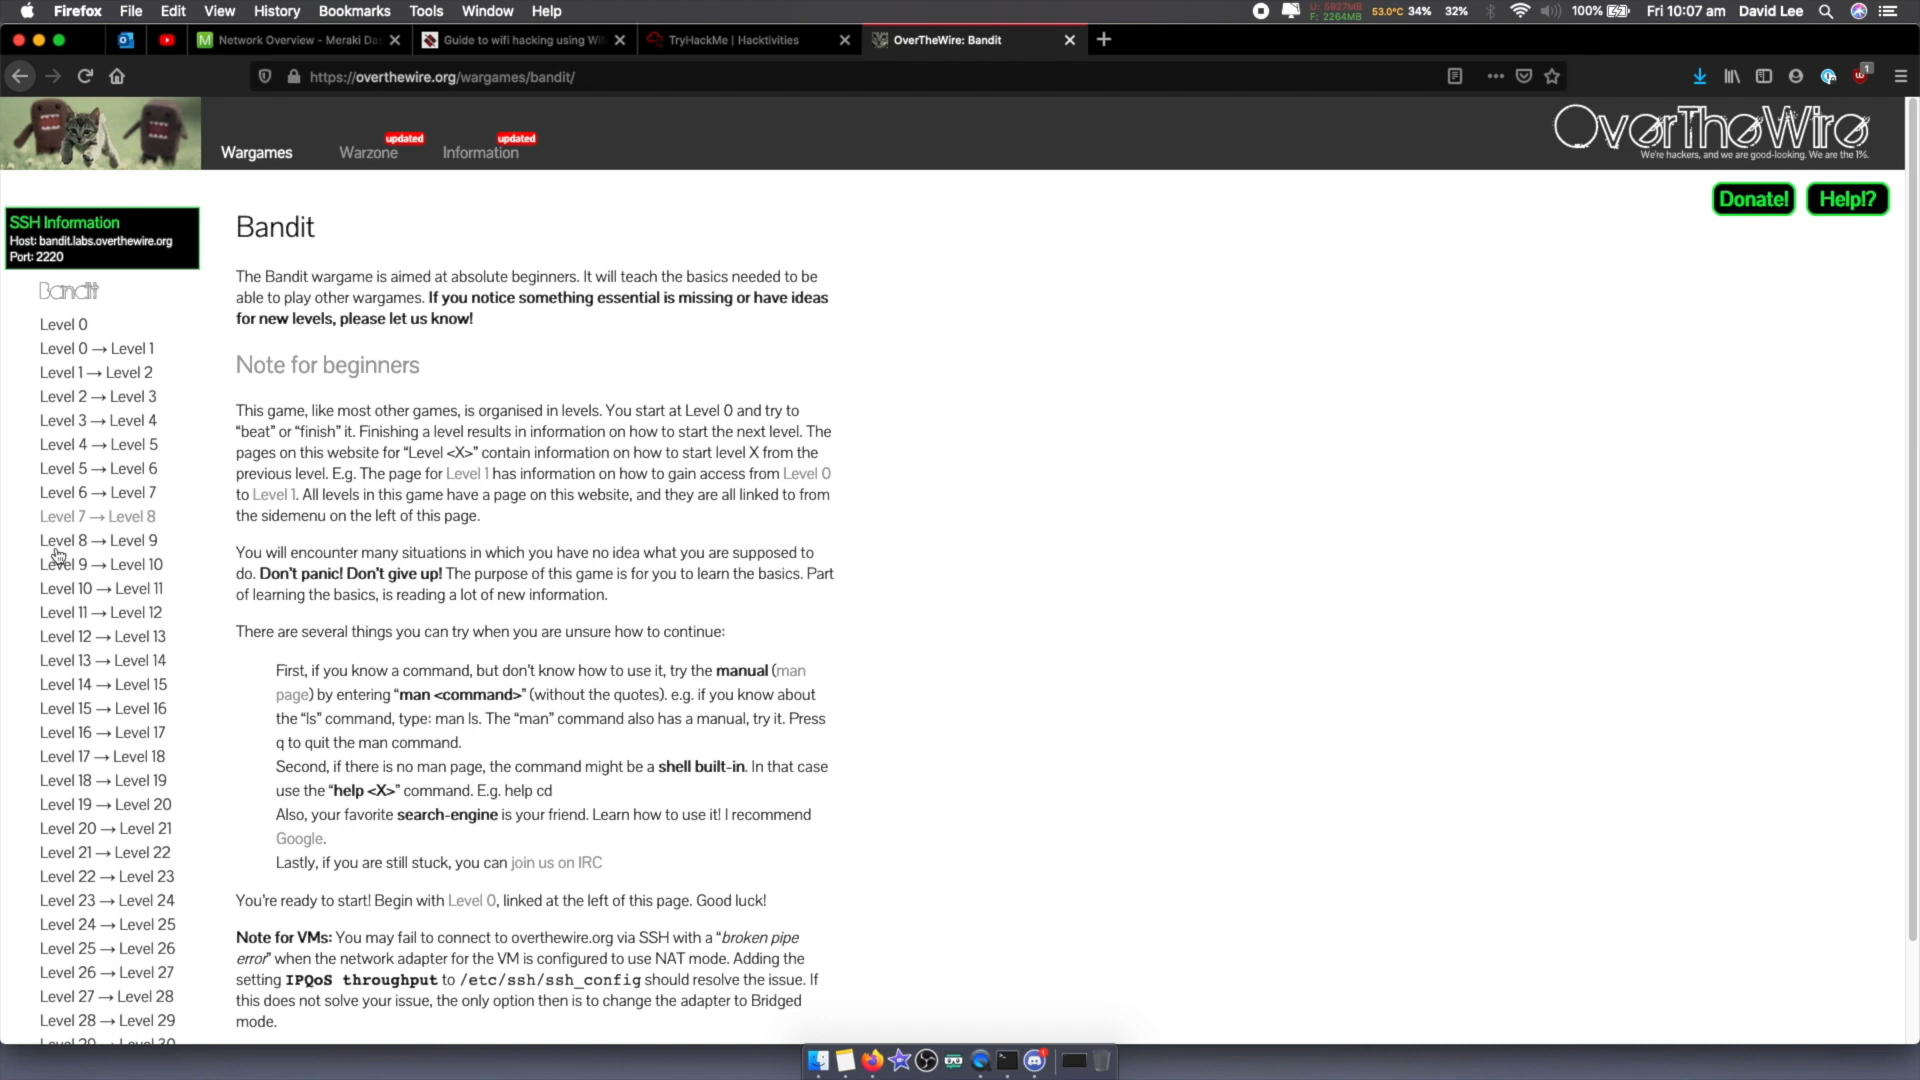 Firefox File Edit View History Bookmarks Tools Window Help
U: 5927MB
F: 2264MB
53.0°C 34% 32% 100% Fri 10:07 am David Lee
Network Overview - Meraki Da
Guide to wifi hacking using Wif
TryHackMe | Hacktivities
OverTheWire: Bandit
https://overthewire.org/wargames/bandit/
1
Wargames
Warzone
updated
Information
updated
OverTheWire
We're hackers, and we are good-looking. We are the 1%.
Donate!
Help!?
SSH Information
Host: bandit.labs.overthewire.org
Port: 2220
Bandit
Level 0
Level 0 → Level 1
Level 1 → Level 2
Level 2 → Level 3
Level 3 → Level 4
Level 4 → Level 5
Level 5 → Level 6
Level 6 → Level 7
Level 7 → Level 8
Level 8 → Level 9
Level 9 → Level 10
Level 10 → Level 11
Level 11 → Level 12
Level 12 → Level 13
Level 13 → Level 14
Level 14 → Level 15
Level 15 → Level 16
Level 16 → Level 17
Level 17 → Level 18
Level 18 → Level 19
Level 19 → Level 20
Level 20 → Level 21
Level 21 → Level 22
Level 22 → Level 23
Level 23 → Level 24
Level 24 → Level 25
Level 25 → Level 26
Level 26 → Level 27
Level 27 → Level 28
Level 28 → Level 29
Level 29 → Level 30
Bandit
The Bandit wargame is aimed at absolute beginners. It will teach the basics needed to be
able to play other wargames. If you notice something essential is missing or have ideas
for new levels, please let us know!
Note for beginners
This game, like most other games, is organised in levels. You start at Level 0 and try to
“beat” or “finish” it. Finishing a level results in information on how to start the next level. The
pages on this website for “Level <X>” contain information on how to start level X from the
previous level. E.g. The page for Level 1 has information on how to gain access from Level 0
to Level 1. All levels in this game have a page on this website, and they are all linked to from
the sidemenu on the left of this page.
You will encounter many situations in which you have no idea what you are supposed to
do. Don’t panic! Don’t give up! The purpose of this game is for you to learn the basics. Part
of learning the basics, is reading a lot of new information.
There are several things you can try when you are unsure how to continue:
First, if you know a command, but don’t know how to use it, try the manual (man
page) by entering “man <command>” (without the quotes). e.g. if you know about
the “ls” command, type: man ls. The “man” command also has a manual, try it. Press
q to quit the man command.
Second, if there is no man page, the command might be a shell built-in. In that case
use the “help <X>” command. E.g. help cd
Also, your favorite search-engine is your friend. Learn how to use it! I recommend
Google.
Lastly, if you are still stuck, you can join us on IRC
You’re ready to start! Begin with Level 0, linked at the left of this page. Good luck!
Note for VMs: You may fail to connect to overthewire.org via SSH with a “broken pipe
error” when the network adapter for the VM is configured to use NAT mode. Adding the
setting IPQoS throughput to /etc/ssh/ssh_config should resolve the issue. If
this does not solve your issue, the only option then is to change the adapter to Bridged
mode.